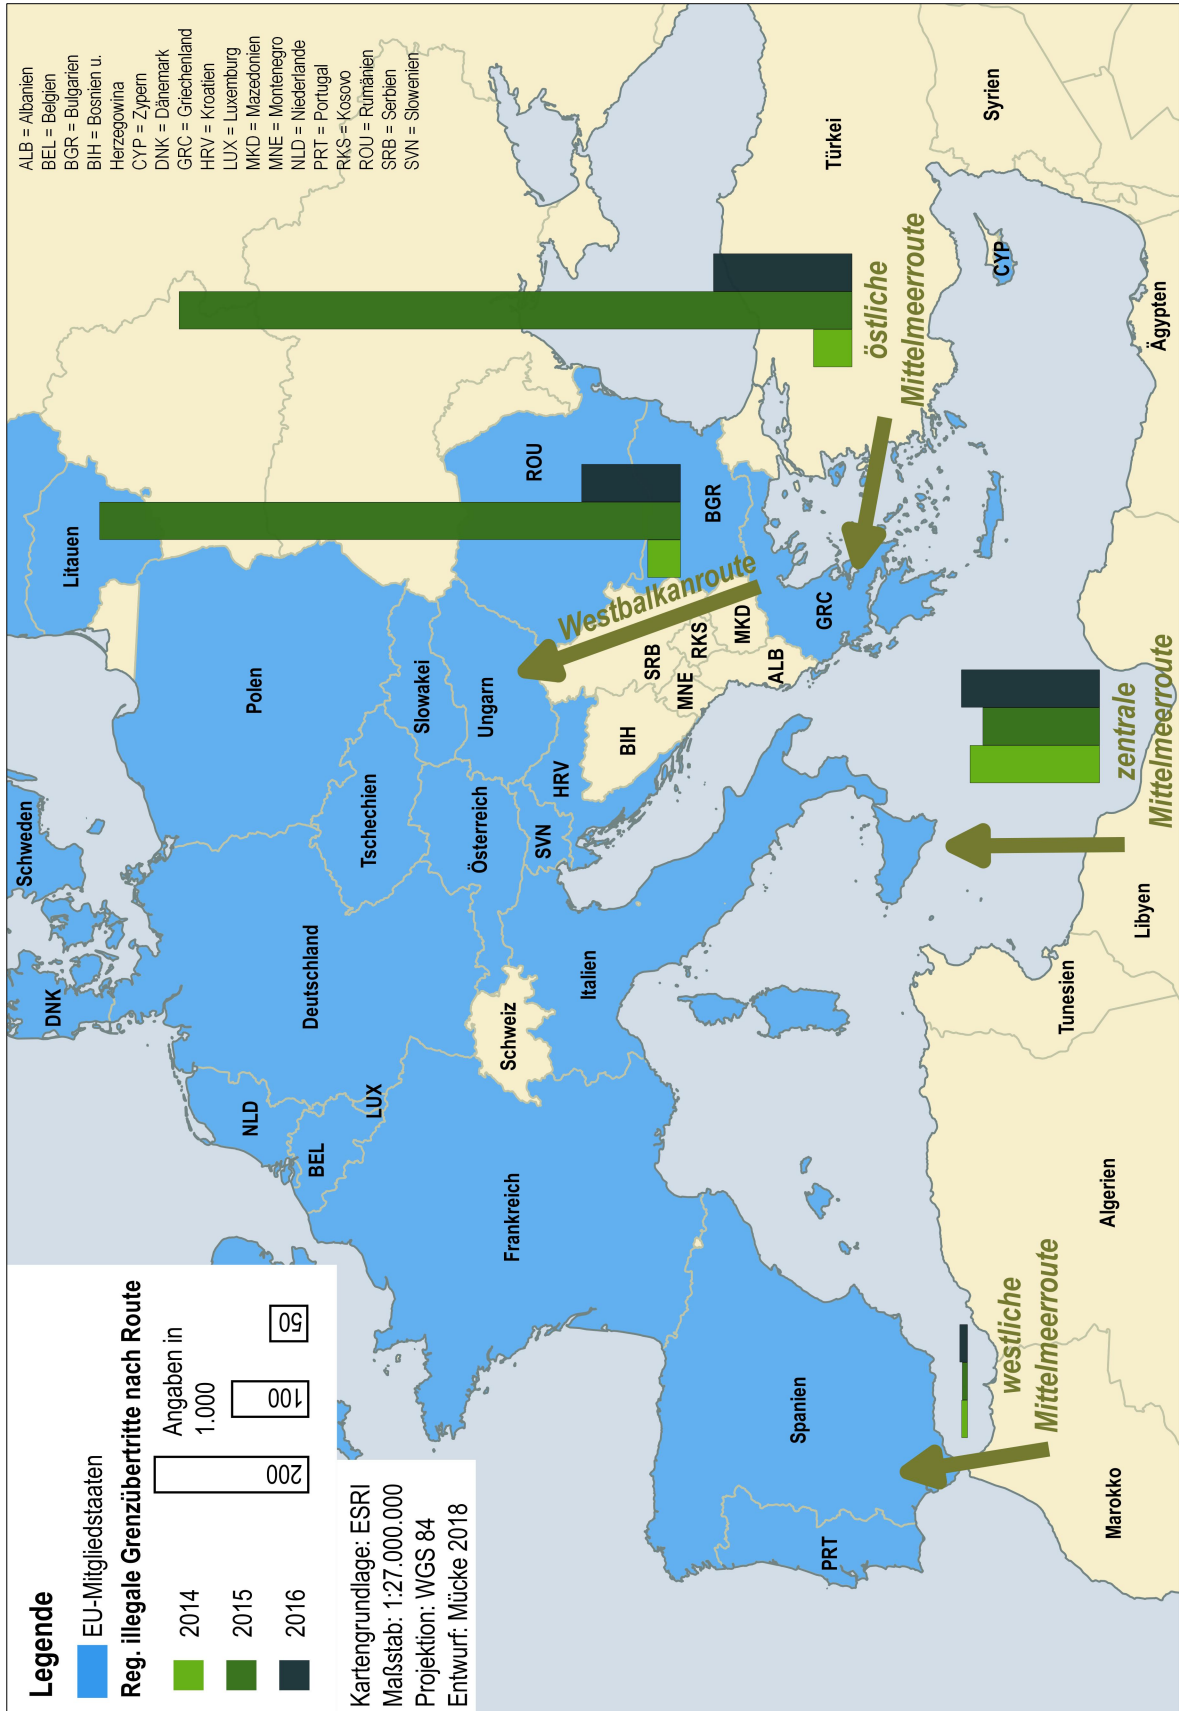 Legende
EU-Mitgliedstaaten
Reg. illegale Grenzübertritte nach Route
2014
2015
2016
Angaben in
1.000
200
100
50
Kartengrundlage: ESRI
Maßstab: 1:27.000.000
Projektion: WGS 84
Entwurf: Mücke 2018
ALB = Albanien
BEL = Belgien
BGR = Bulgarien
BIH = Bosnien u.
Herzegowina
CYP = Zypern
DNK = Dänemark
GRC = Griechenland
HRV = Kroatien
LUX = Luxemburg
MKD = Mazedonien
MNE = Montenegro
NLD = Niederlande
PRT = Portugal
RKS = Kosovo
ROU = Rumänien
SRB = Serbien
SVN = Slowenien
DNK
Schweden
Litauen
NLD
BEL
LUX
Deutschland
Polen
Tschechien
Slowakei
Frankreich
Schweiz
Österreich
Ungarn
ROU
Italien
SVN
HRV
BIH
SRB
MNE
RKS
MKD
ALB
BGR
GRC
Westbalkanroute
PRT
Spanien
Türkei
Syrien
CYP
östliche
Mittelmeerroute
westliche
Mittelmeerroute
zentrale
Mittelmeerroute
Marokko
Algerien
Tunesien
Libyen
Ägypten